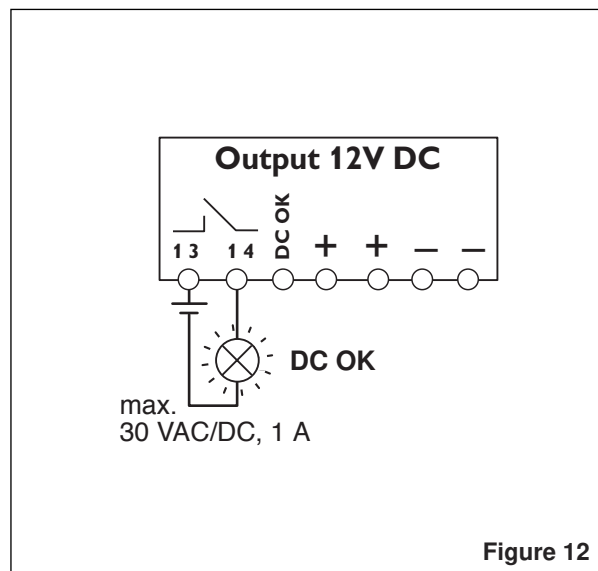 Output 12V DC
13 14 DC OK + + – –
DC OK
max.
30 VAC/DC, 1 A
Figure 12